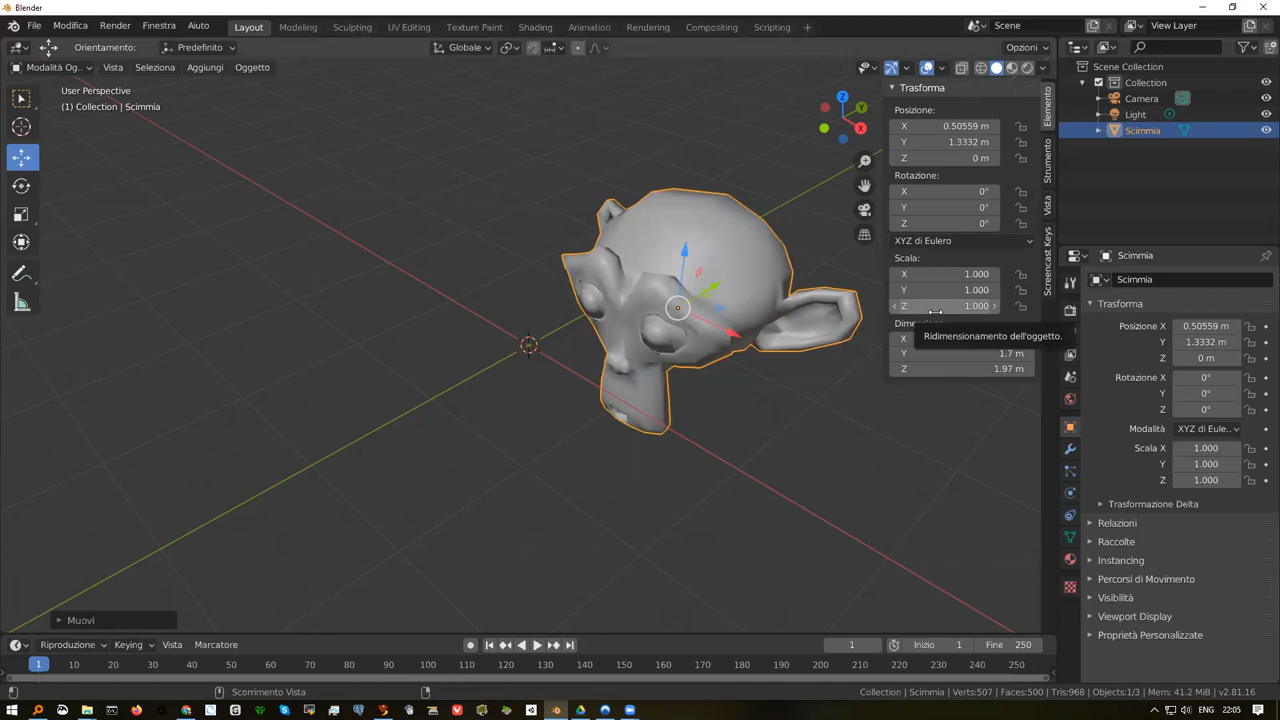 Blender
File Modifica Render Finestra Aiuto Layout Modeling Sculpting UV Editing Texture Paint Shading Animation Rendering Compositing Scripting + Scene View Layer
Orientamento: Predefinito Globale Opzioni
Modalità Og... Vista Seleziona Aggiungi Oggetto
User Perspective
(1) Collection | Scimmia
Z
Y
X
Trasforma
Posizione:
X 0.50559 m
Y 1.3332 m
Z 0 m
Rotazione:
X 0°
Y 0°
Z 0°
XYZ di Eulero
Scala:
X 1.000
Y 1.000
Z 1.000
X
Ridimensionamento dell'oggetto.
Y 1.7 m
Z 1.97 m
Elemento
Strumento
Vista
Screencast Keys
Scene Collection
Collection
Camera
Light
Scimmia
Scimmia
Scimmia
Trasforma
Posizione X 0.50559 m
Y 1.3332 m
Z 0 m
Rotazione X 0°
Y 0°
Z 0°
Modalità XYZ di Eule...
Scala X 1.000
Y 1.000
Z 1.000
Trasformazione Delta
Relazioni
Raccolte
Instancing
Percorsi di Movimento
Visibilità
Viewport Display
Proprietà Personalizzate
Muovi
Riproduzione Keying Vista Marcatore 1 Inizio 1 Fine 250
1 10 20 30 40 50 60 70 80 90 100 110 120 130 140 150 160 170 180 190 200 210 220 230 240 250
Scorrimento Vista Collection | Scimmia | Verts:507 | Faces:500 | Tris:968 | Objects:1/3 | Mem: 41.2 MiB | v2.81.16
22:05